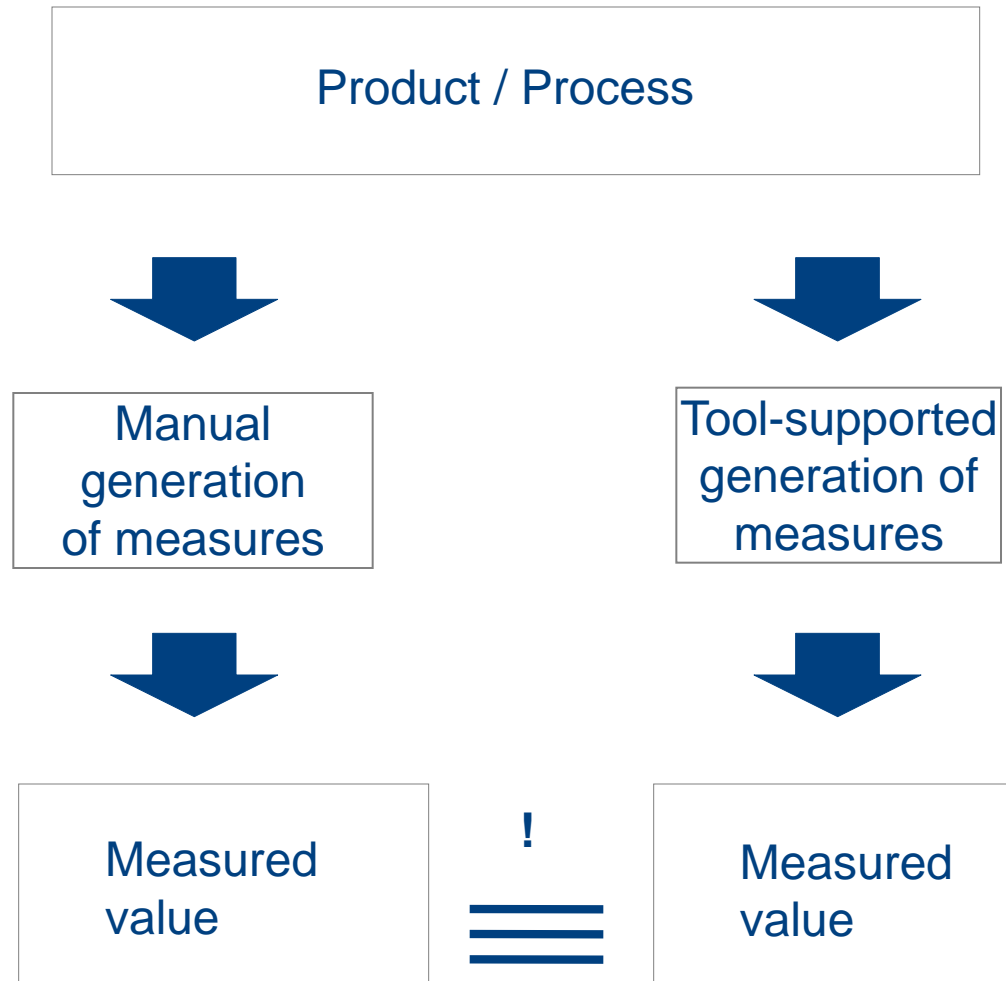 Product / Process
Manual
generation
of measures
Tool-supported
generation of
measures
!
Measured
value
Measured
value